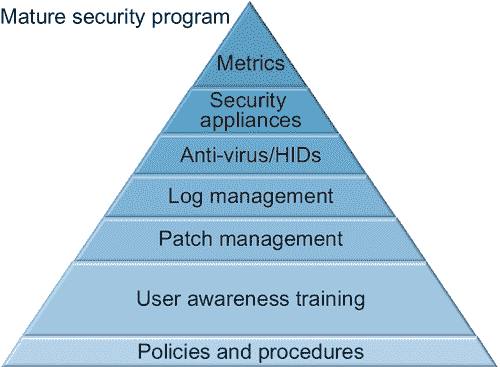 Mature security program
Metrics
Security
appliances
Anti-virus/HIDs
Log management
Patch management
User awareness training
Policies and procedures